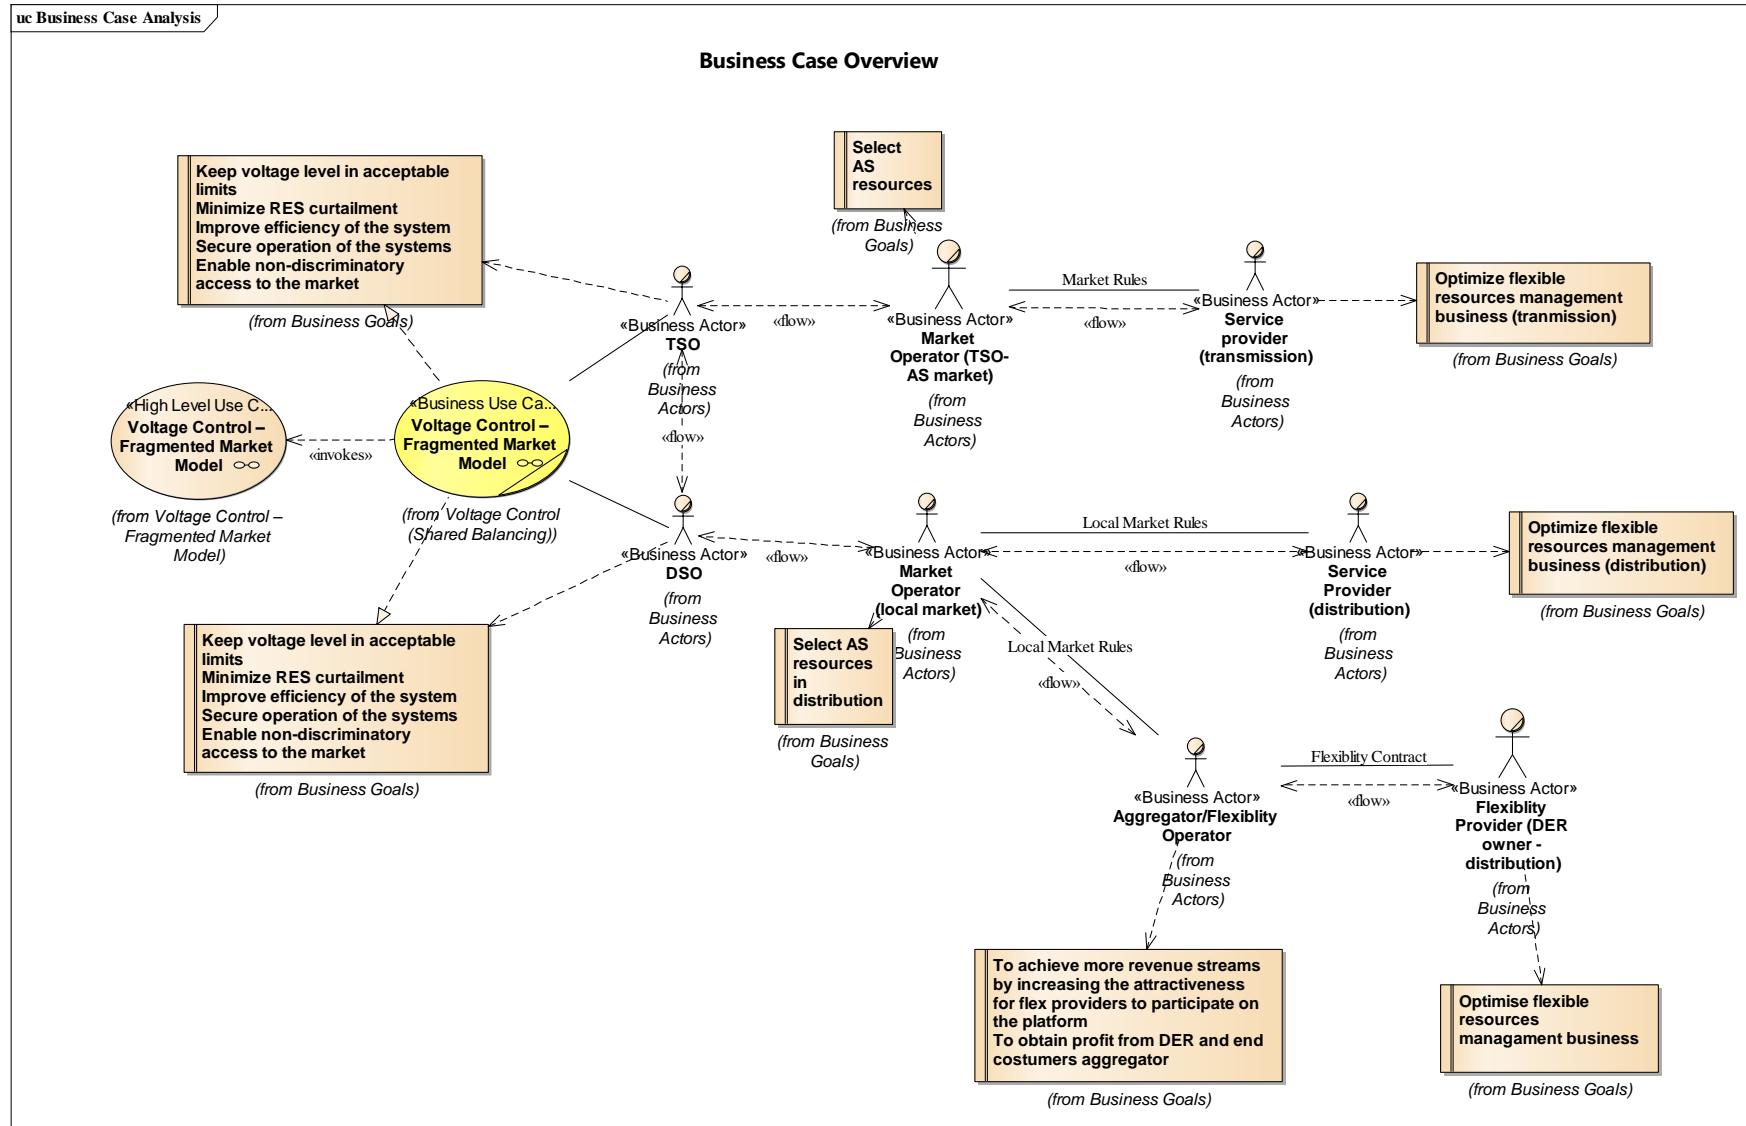 uc Business Case Analysis
Business Case Overview
Keep voltage level in acceptable
limits
Minimize RES curtailment
Improve efficiency of the system
Secure operation of the systems
Enable non-discriminatory
access to the market
(from Business Goals)
Select
AS
resources
(from Business
Goals)
«Business Actor»
TSO
(from
Business
Actors)
«flow»
«Business Actor»
Market
Operator (TSO-
AS market)
(from
Business
Actors)
Market Rules
«flow»
«Business Actor»
Service
provider
(transmission)
(from
Business
Actors)
Optimize flexible
resources management
business (tranmission)
(from Business Goals)
«High Level Use C...
Voltage Control –
Fragmented Market
Model
(from Voltage Control –
Fragmented Market
Model)
«invokes»
«Business Use Ca...
Voltage Control –
Fragmented Market
Model
(from Voltage Control
(Shared Balancing))
«flow»
«Business Actor»
DSO
(from
Business
Actors)
«flow»
«Business Actor»
Market
Operator
(local market)
(from
Business
Actors)
Local Market Rules
«flow»
«Business Actor»
Service
Provider
(distribution)
(from
Business
Actors)
Optimize flexible
resources management
business (distribution)
(from Business Goals)
Keep voltage level in acceptable
limits
Minimize RES curtailment
Improve efficiency of the system
Secure operation of the systems
Enable non-discriminatory
access to the market
(from Business Goals)
Select AS
resources
in
distribution
(from Business
Goals)
Local Market Rules
«flow»
«Business Actor»
Aggregator/Flexiblity
Operator
(from
Business
Actors)
Flexiblity Contract
«flow»
«Business Actor»
Flexiblity
Provider (DER
owner -
distribution)
(from
Business
Actors)
To achieve more revenue streams
by increasing the attractiveness
for flex providers to participate on
the platform
To obtain profit from DER and end
costumers aggregator
(from Business Goals)
Optimise flexible
resources
managament business
(from Business Goals)